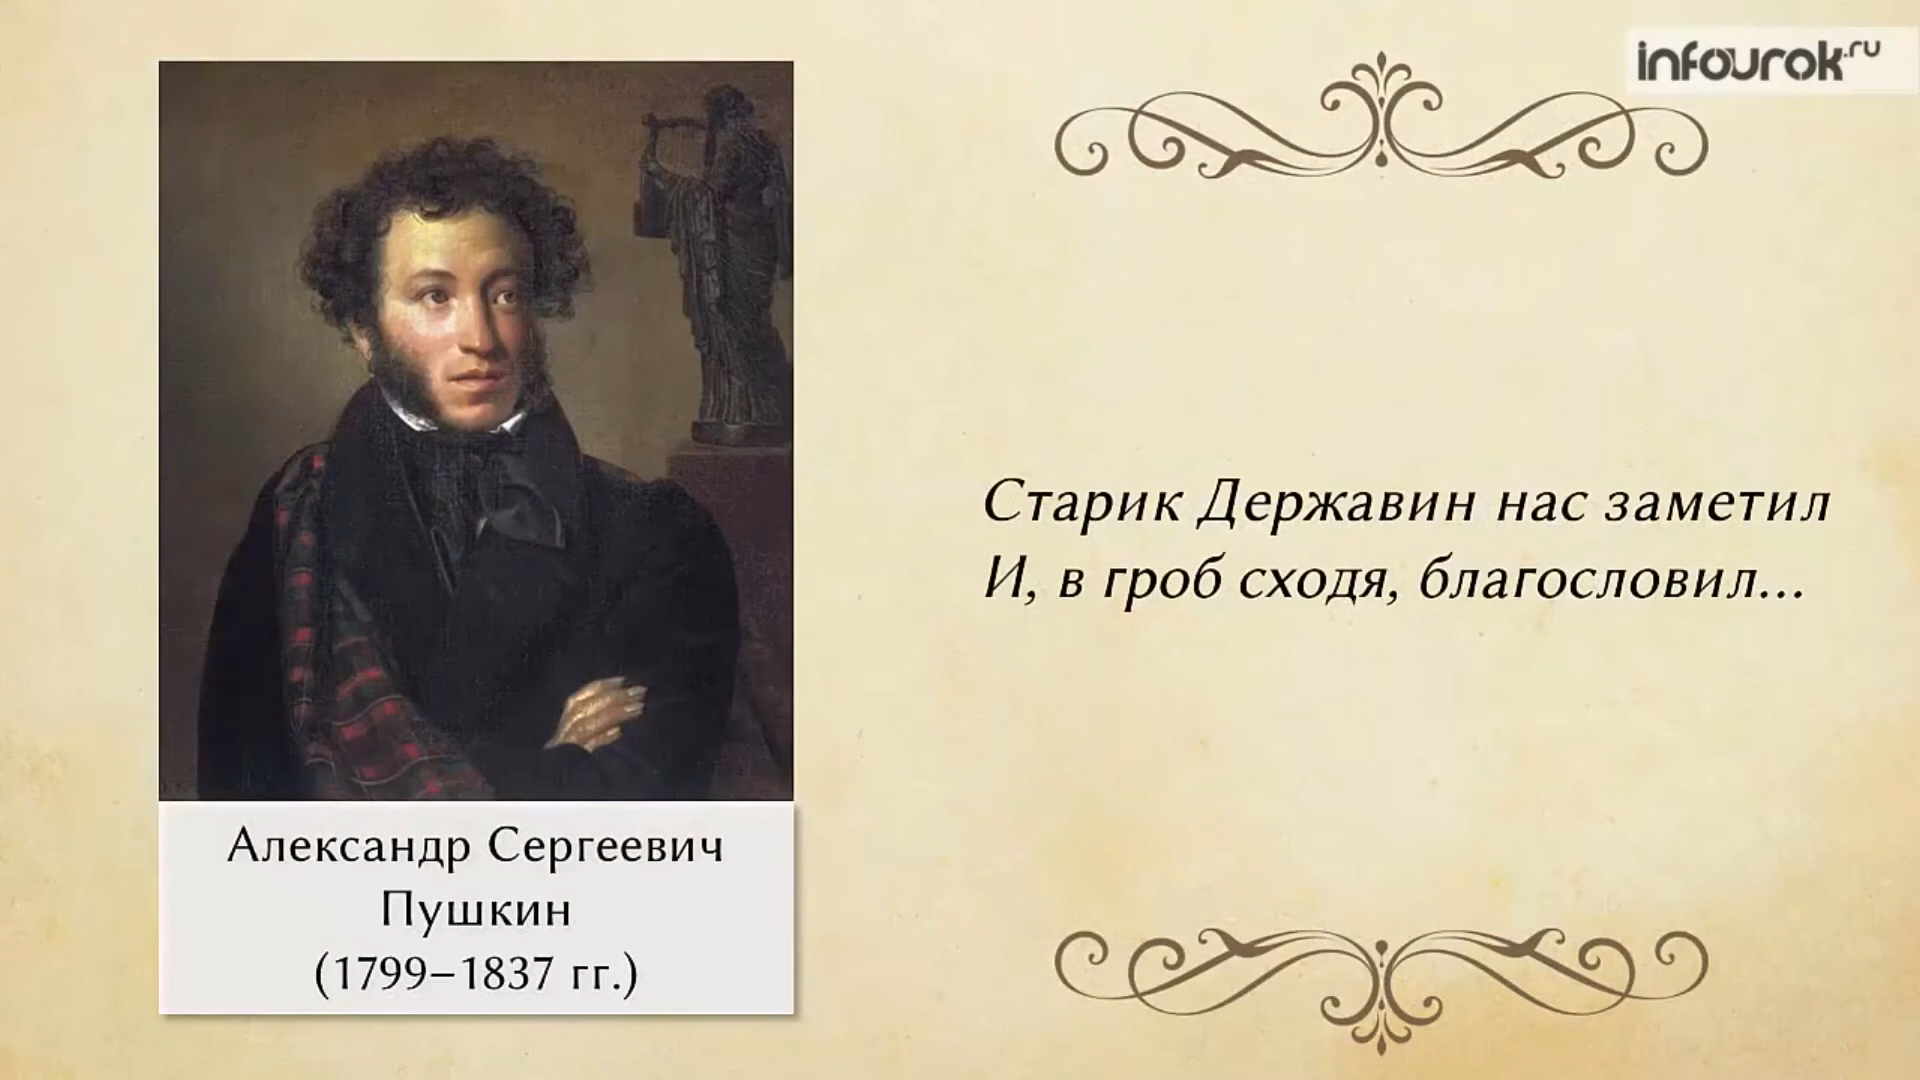 infourok.ru
Старик Державин нас заметил
И, в гроб сходя, благословил...
Александр Сергеевич
Пушкин
(1799–1837 гг.)